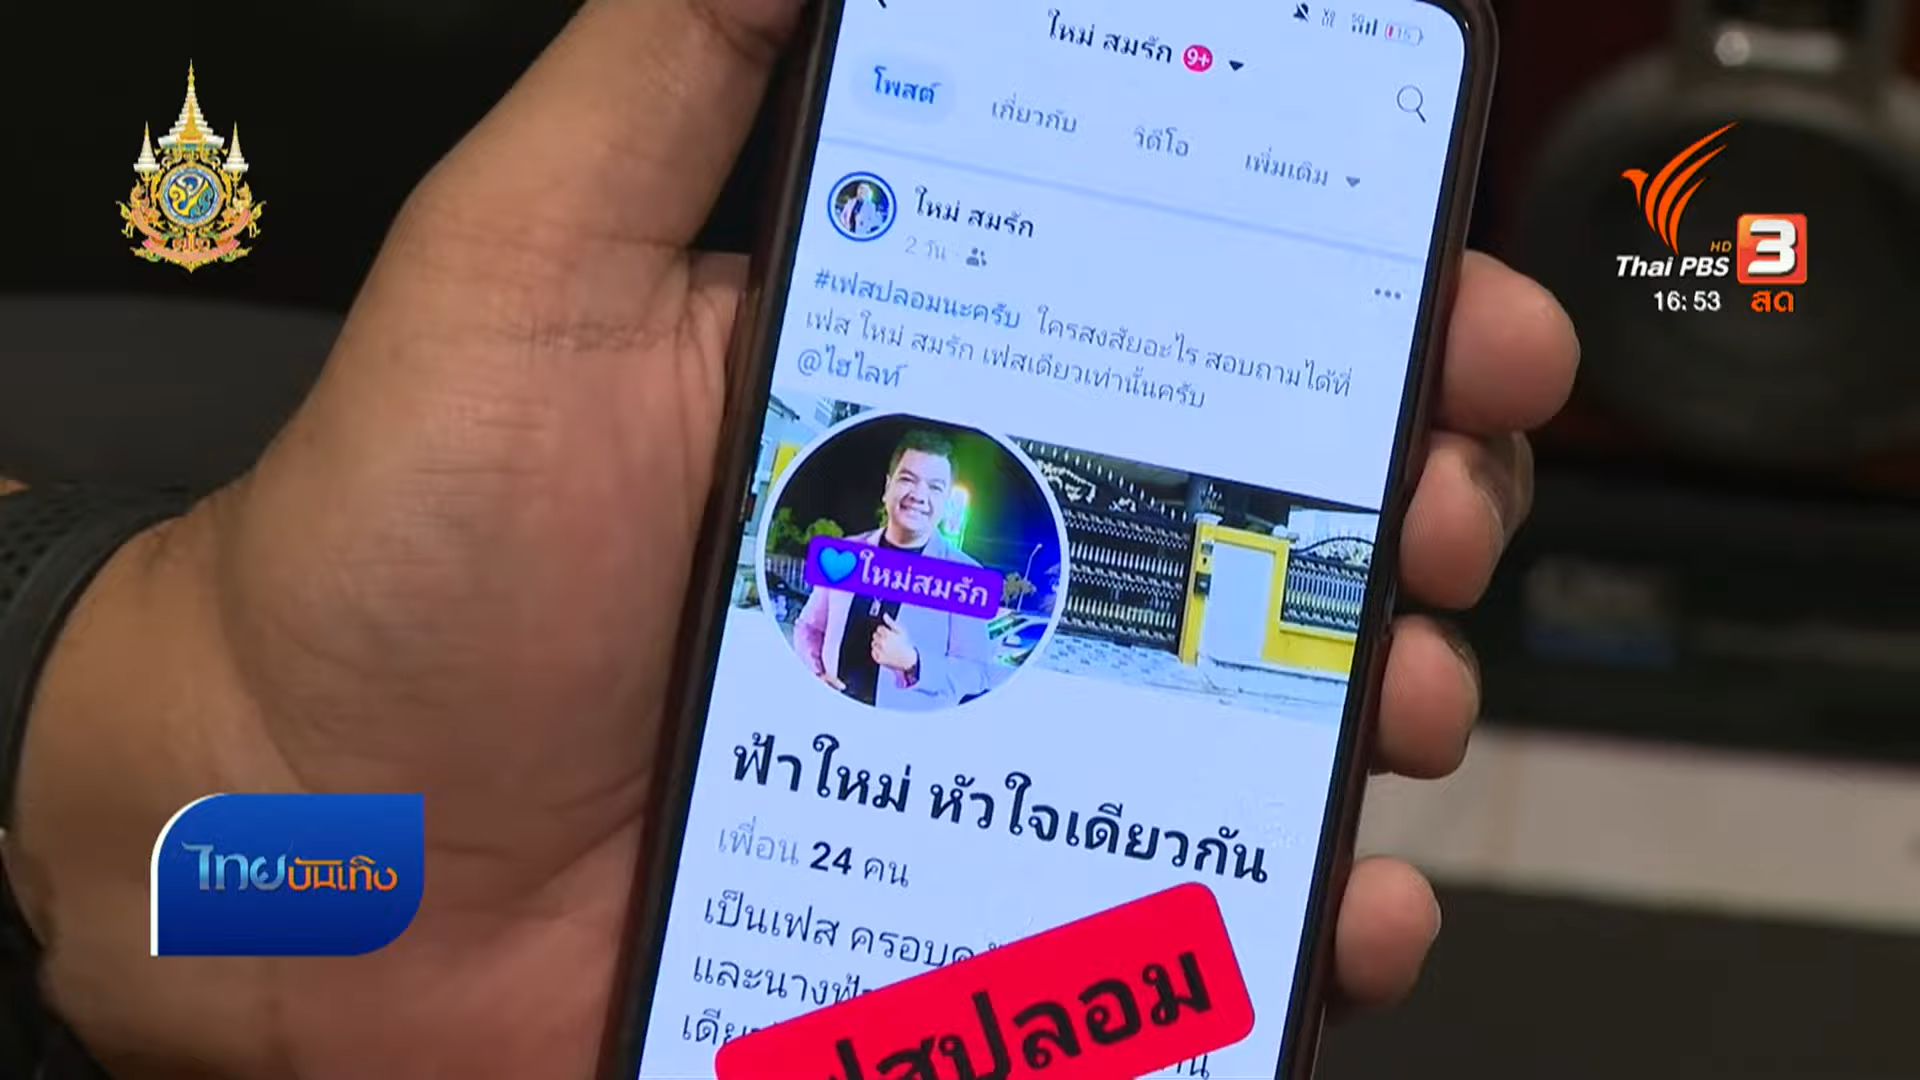 ใหม่ สมรัก 9+
โพสต์ เกี่ยวกับ วิดีโอ เพิ่มเติม
ใหม่ สมรัก
2 วัน
#เฟสปลอมนะครับ ใครสงสัยอะไร สอบถามได้ที่
เฟส ใหม่ สมรัก เฟสเดียวเท่านั้นครับ
@ไฮไลท์
ใหม่สมรัก
ฟ้าใหม่ หัวใจเดียวกัน
เพื่อน 24 คน
เป็นเฟส
เฟสปลอม
Thai PBS HD 3
16:53 สด
ไทยบันเทิง